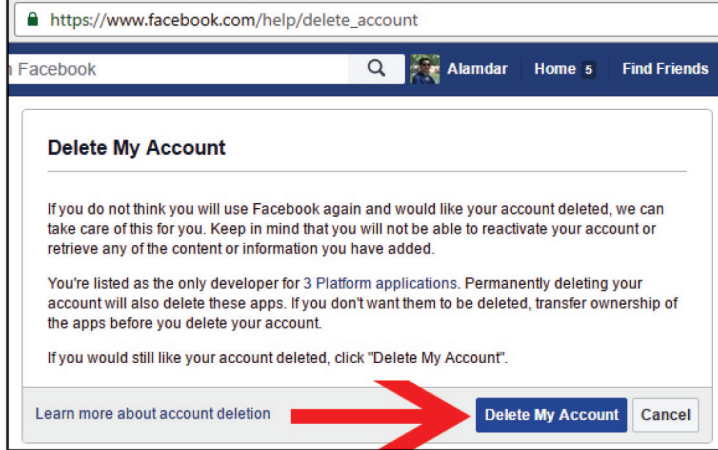 https://www.facebook.com/help/delete_account
Facebook
Alamdar Home 5 Find Friends
Delete My Account
If you do not think you will use Facebook again and would like your account deleted, we can
take care of this for you. Keep in mind that you will not be able to reactivate your account or
retrieve any of the content or information you have added.
You're listed as the only developer for 3 Platform applications. Permanently deleting your
account will also delete these apps. If you don't want them to be deleted, transfer ownership of
the apps before you delete your account.
If you would still like your account deleted, click "Delete My Account".
Learn more about account deletion Delete My Account Cancel